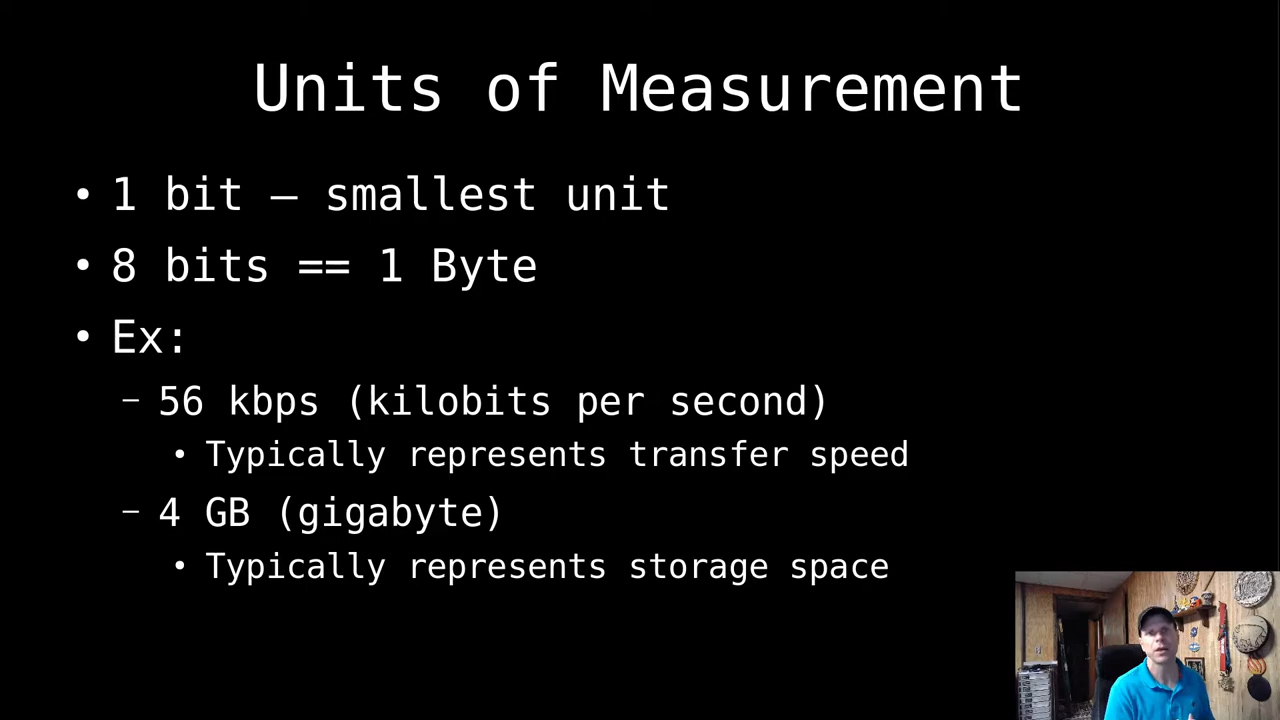 Units of Measurement
• 1 bit – smallest unit
• 8 bits == 1 Byte
• Ex:
– 56 kbps (kilobits per second)
• Typically represents transfer speed
– 4 GB (gigabyte)
• Typically represents storage space